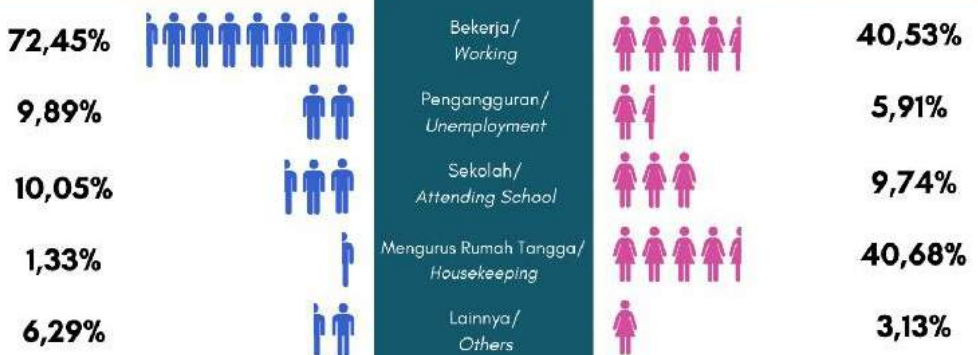 72,45%
Bekerja/
Working
40,53%
9,89%
Pengangguran/
Unemployment
5,91%
10,05%
Sekolah/
Attending School
9,74%
1,33%
Mengurus Rumah Tangga/
Housekeeping
40,68%
6,29%
Lainnya/
Others
3,13%